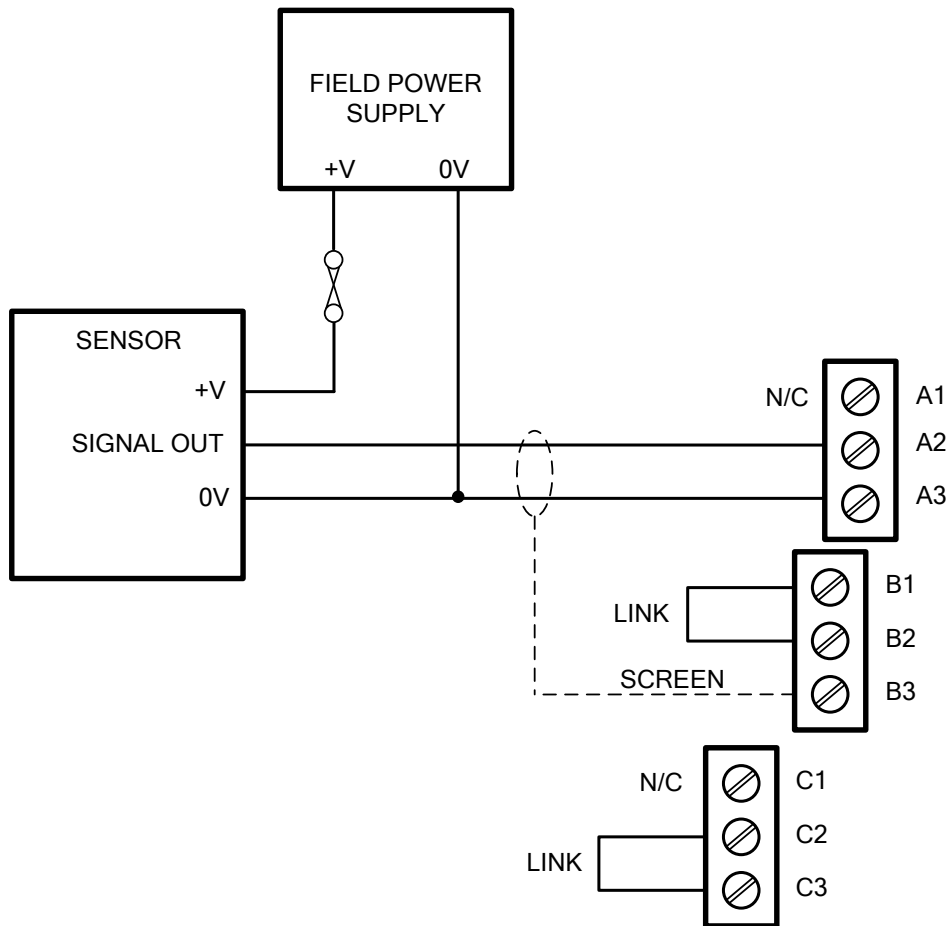 FIELD POWER
SUPPLY
+V 0V
SENSOR
+V
SIGNAL OUT
0V
N/C A1
A2
A3
B1
LINK
B2
SCREEN B3
N/C C1
C2
LINK
C3